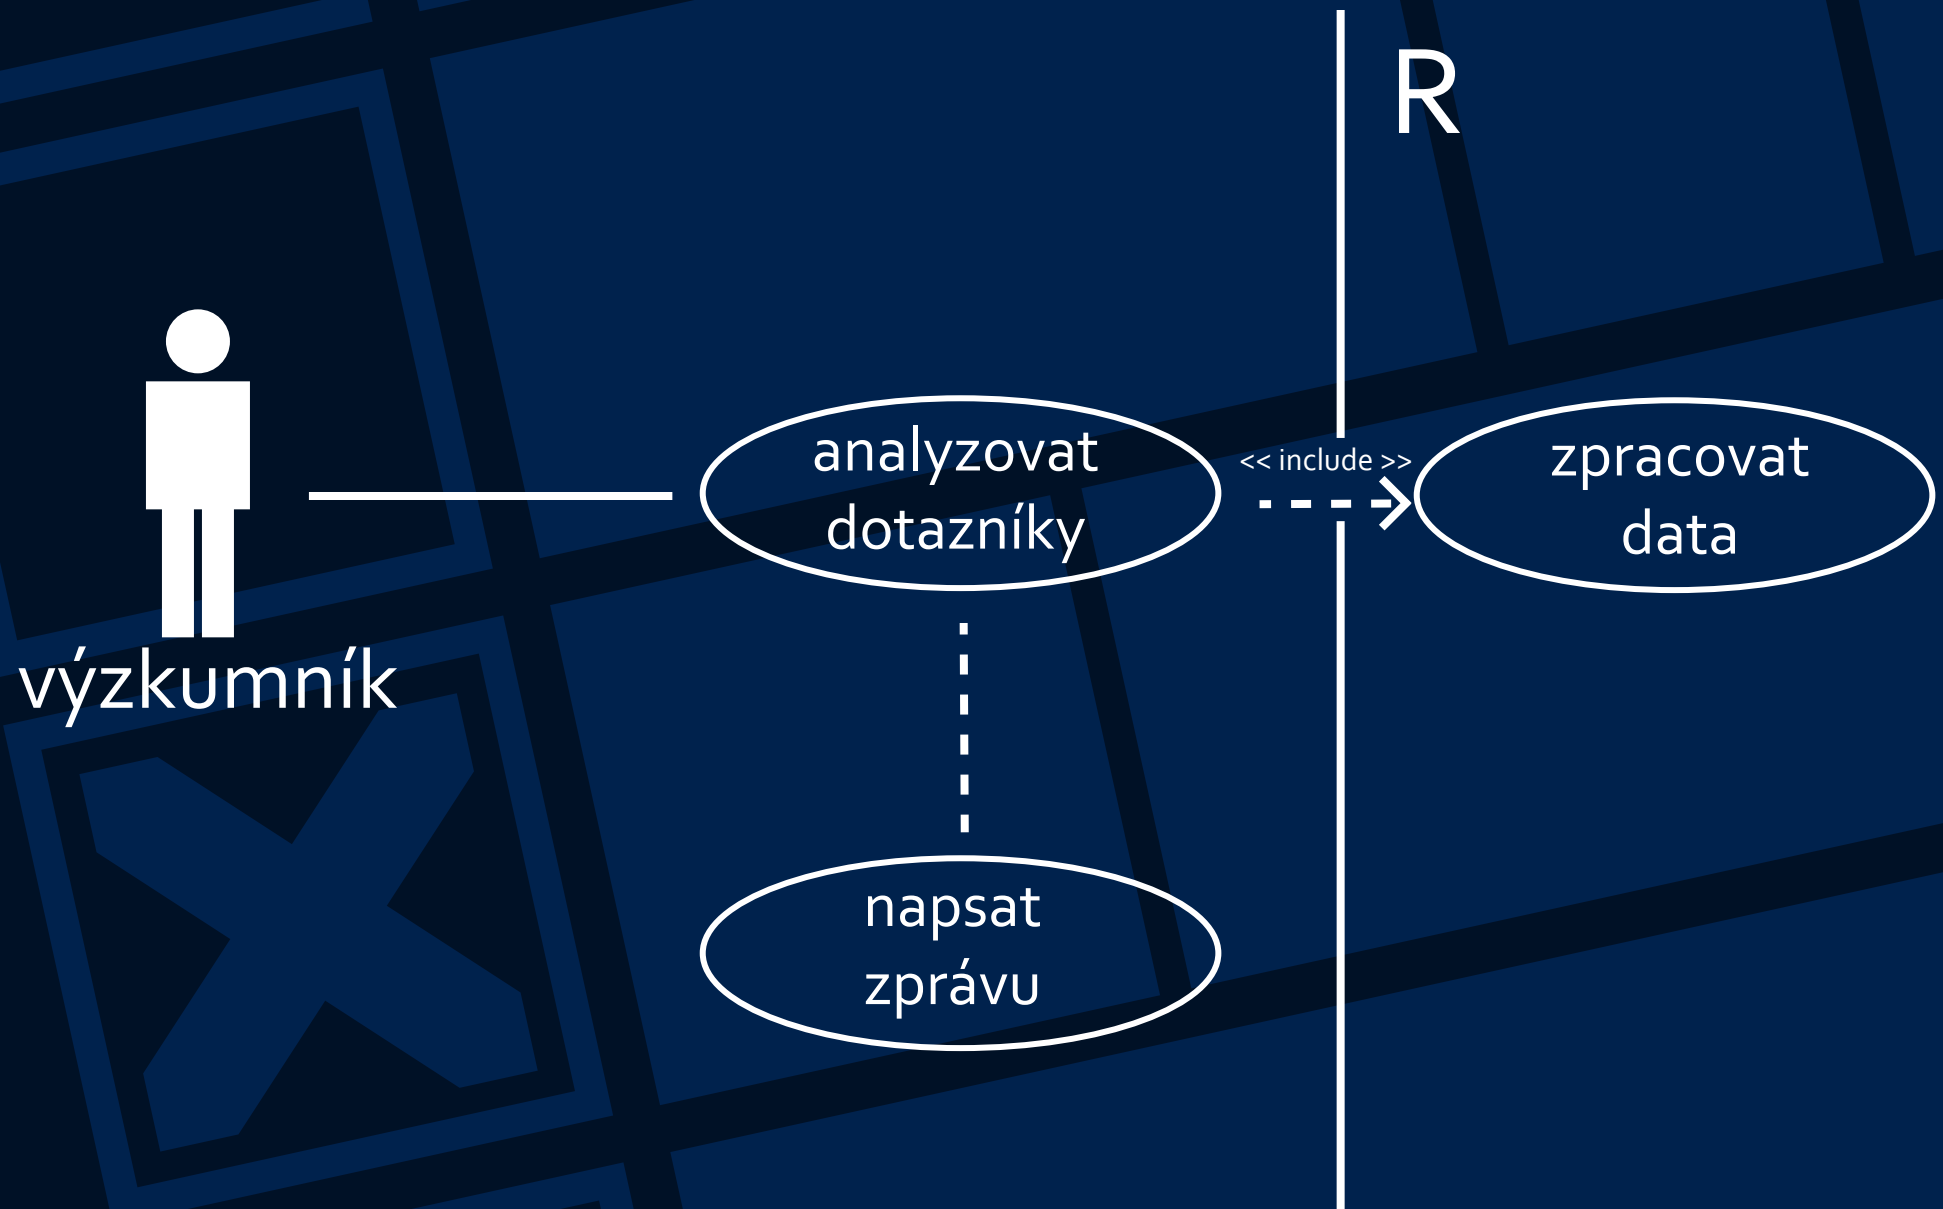 R
analyzovat
dotazníky
<< include >>
zpracovat
data
výzkumník
napsat
zprávu